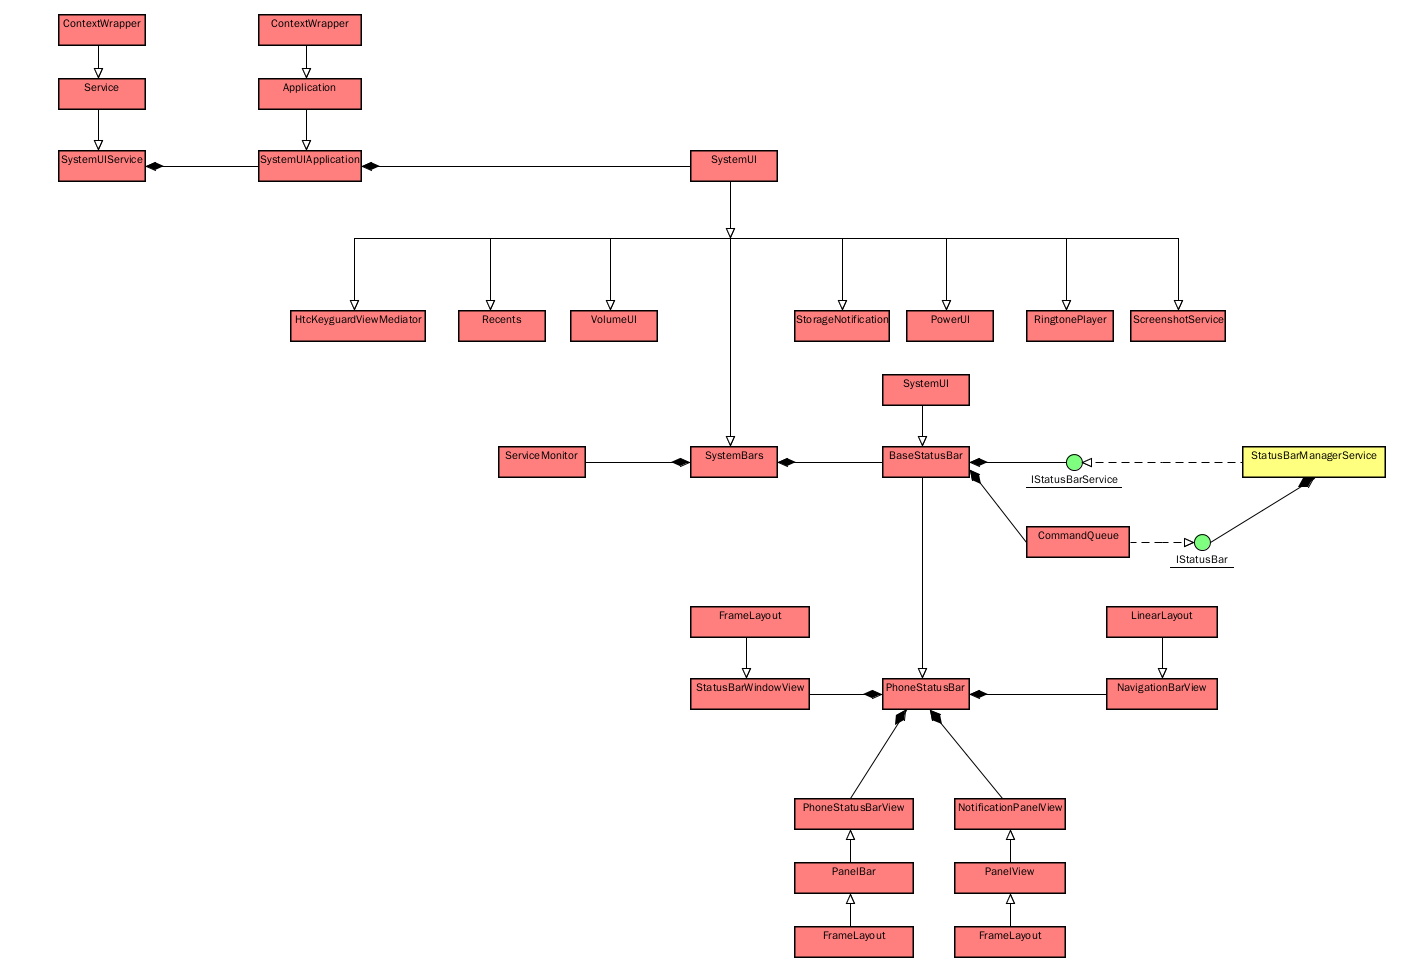 ContextWrapper
ContextWrapper
Service
Application
SystemUIService
SystemUIApplication
SystemUI
HtcKeyguardViewMediator
Recents
VolumeUI
StorageNotification
PowerUI
RingtonePlayer
ScreenshotService
SystemUI
ServiceMonitor
SystemBars
BaseStatusBar
StatusBarManagerService
IStatusBarService
CommandQueue
IStatusBar
FrameLayout
LinearLayout
StatusBarWindowView
PhoneStatusBar
NavigationBarView
PhoneStatusBarView
NotificationPanelView
PanelBar
PanelView
FrameLayout
FrameLayout